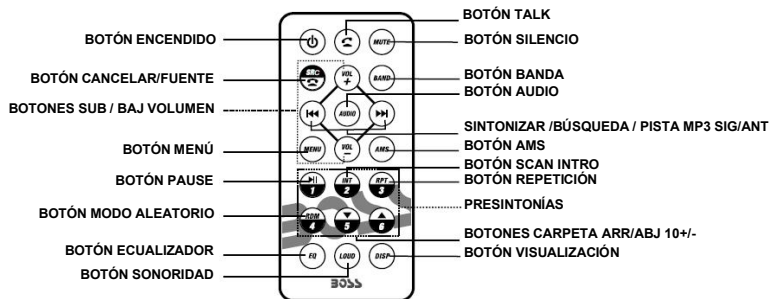 BOTÓN TALK
BOTÓN ENCENDIDO
MUTE
BOTÓN SILENCIO
BOTÓN CANCELAR/FUENTE
SRC
VOL
+
BAND
BOTÓN BANDA
BOTÓN AUDIO
BOTONES SUB / BAJ VOLUMEN
AUDIO
SINTONIZAR /BÚSQUEDA / PISTA MP3 SIG/ANT
BOTÓN MENÚ
MENU
VOL
−
AMS
BOTÓN AMS
BOTÓN SCAN INTRO
BOTÓN PAUSE
1
INT
2
RPT
3
BOTÓN REPETICIÓN
PRESINTONÍAS
BOTÓN MODO ALEATORIO
RDM
4
5
6
BOSS
BOTONES CARPETA ARR/ABJ 10+/-
BOTÓN ECUALIZADOR
EQ
LOUD
DISP
BOTÓN VISUALIZACIÓN
BOTÓN SONORIDAD
BOSS